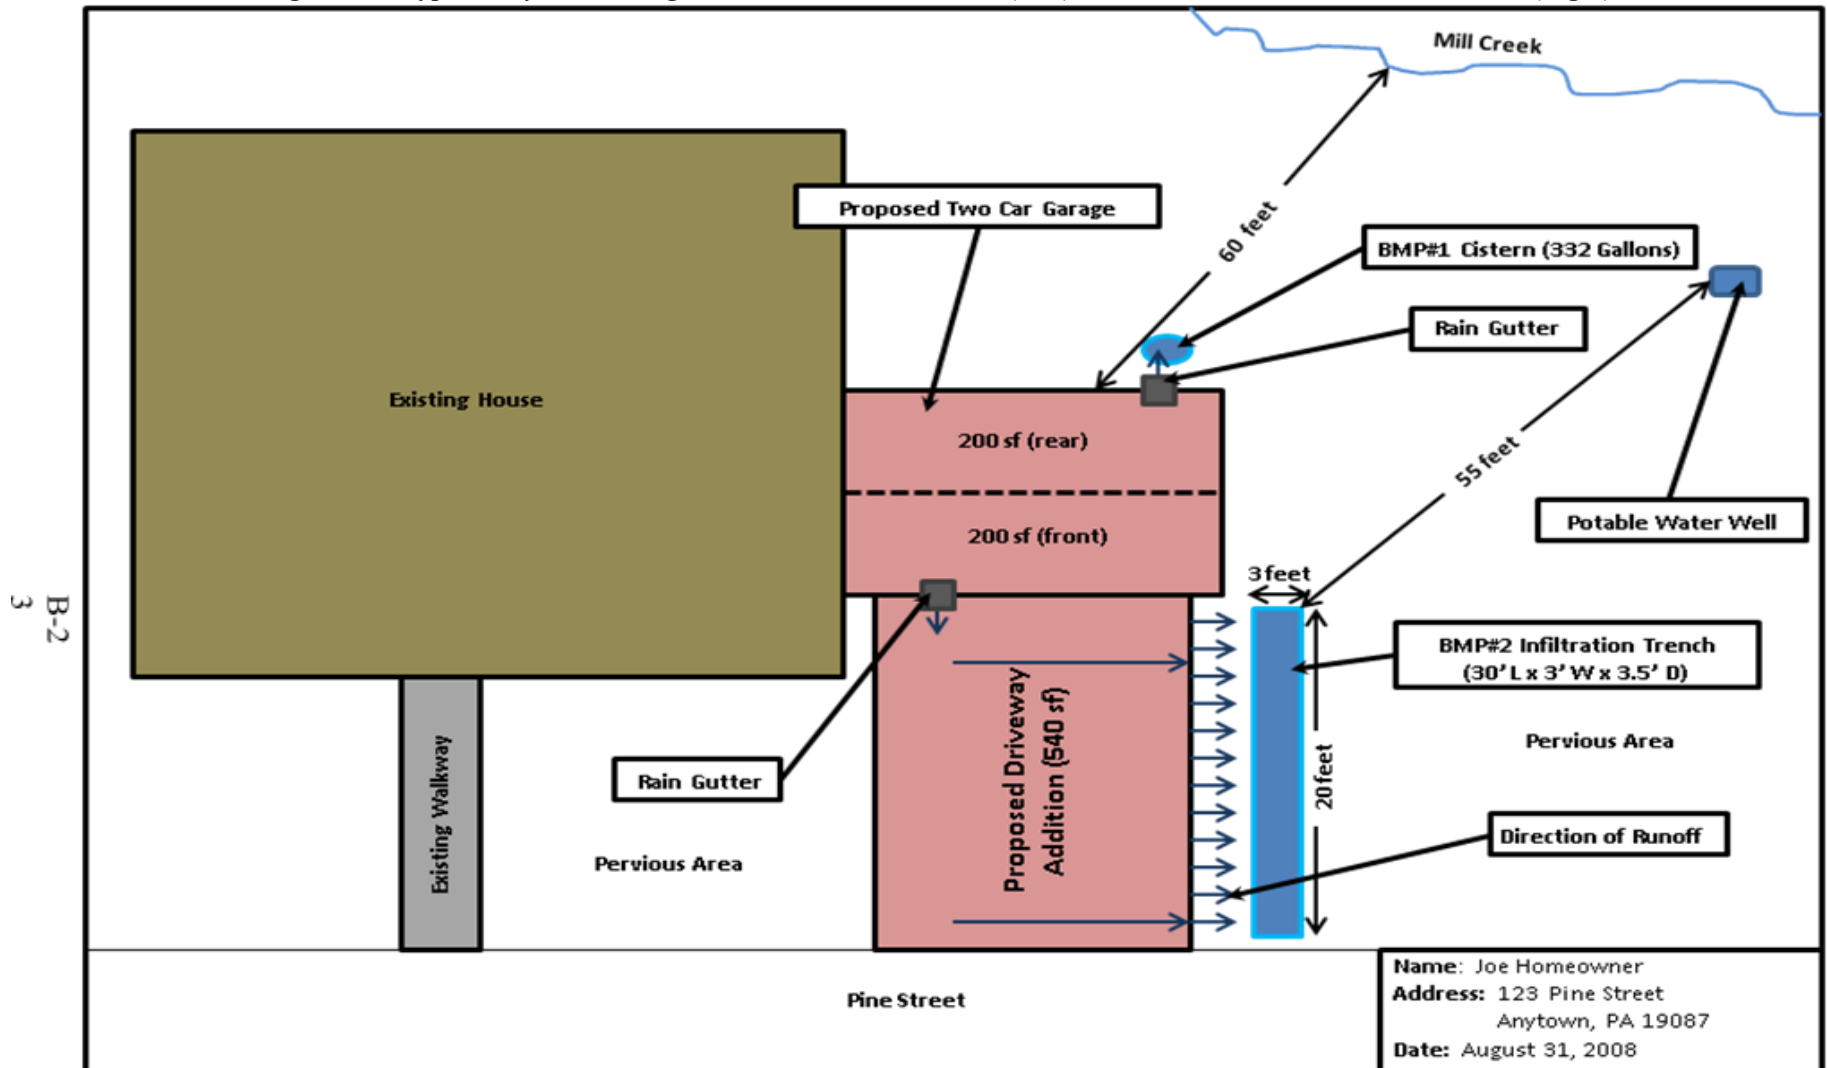 Mill Creek
Proposed Two Car Garage
60 feet
BMP#1 Cistern (332 Gallons)
Rain Gutter
Existing House
200 sf (rear)
55 feet
Potable Water Well
200 sf (front)
3 feet
B-2
3
BMP#2 Infiltration Trench
(30' L x 3' W x 3.5' D)
Proposed Driveway
Addition (540 sf)
Pervious Area
Rain Gutter
20 feet
Existing Walkway
Direction of Runoff
Pervious Area
Pine Street
Name: Joe Homeowner
Address: 123 Pine Street
Anytown, PA 19087
Date: August 31, 2008